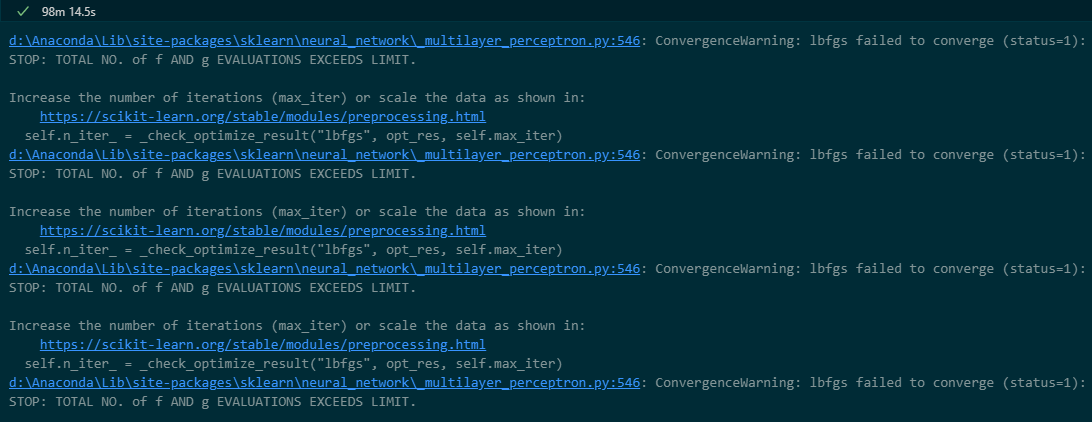 98m 14.5s
d:\Anaconda\Lib\site-packages\sklearn\neural_network\_multilayer_perceptron.py:546: ConvergenceWarning: lbfgs failed to converge (status=1):
STOP: TOTAL NO. of f AND g EVALUATIONS EXCEEDS LIMIT.
Increase the number of iterations (max_iter) or scale the data as shown in:
https://scikit-learn.org/stable/modules/preprocessing.html
self.n_iter_ = _check_optimize_result("lbfgs", opt_res, self.max_iter)
d:\Anaconda\Lib\site-packages\sklearn\neural_network\_multilayer_perceptron.py:546: ConvergenceWarning: lbfgs failed to converge (status=1):
STOP: TOTAL NO. of f AND g EVALUATIONS EXCEEDS LIMIT.
Increase the number of iterations (max_iter) or scale the data as shown in:
https://scikit-learn.org/stable/modules/preprocessing.html
self.n_iter_ = _check_optimize_result("lbfgs", opt_res, self.max_iter)
d:\Anaconda\Lib\site-packages\sklearn\neural_network\_multilayer_perceptron.py:546: ConvergenceWarning: lbfgs failed to converge (status=1):
STOP: TOTAL NO. of f AND g EVALUATIONS EXCEEDS LIMIT.
Increase the number of iterations (max_iter) or scale the data as shown in:
https://scikit-learn.org/stable/modules/preprocessing.html
self.n_iter_ = _check_optimize_result("lbfgs", opt_res, self.max_iter)
d:\Anaconda\Lib\site-packages\sklearn\neural_network\_multilayer_perceptron.py:546: ConvergenceWarning: lbfgs failed to converge (status=1):
STOP: TOTAL NO. of f AND g EVALUATIONS EXCEEDS LIMIT.